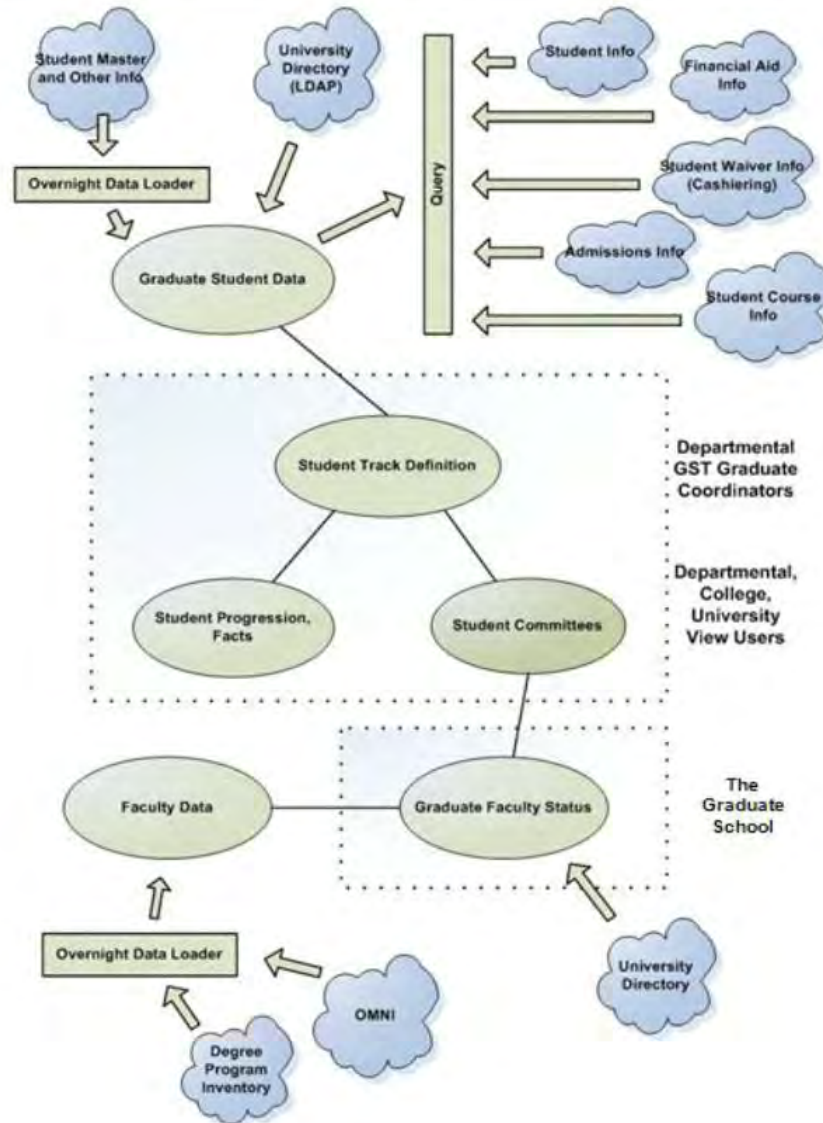 Student Master
and Other Info
University
Directory
(LDAP)
Student Info
Financial Aid
Info
Overnight Data Loader
Query
Student Waiver Info
(Cashiering)
Graduate Student Data
Admissions Info
Student Course
Info
Student Track Definition
Departmental
GST Graduate
Coordinators
Student Progression,
Facts
Student Committees
Departmental,
College,
University
View Users
Faculty Data
Graduate Faculty Status
The
Graduate
School
Overnight Data Loader
University
Directory
OMNI
Degree
Program
Inventory